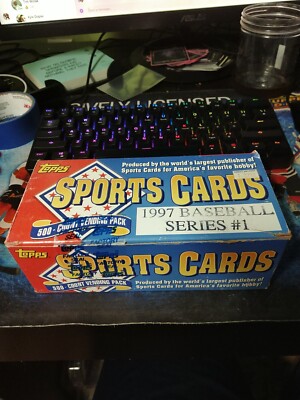 OFFICIALLY LICENSED
Topps
Produced by the world's largest publisher of
Sports Cards for America's favorite hobby!
SPORTS CARDS
1997 BASEBALL
SERIES #1
500-COUNT VENDING PACK
Topps
SPORTS CARDS
500-COUNT VENDING PACK
Produced by the world's largest publisher of
Sports Cards for America's favorite hobby!